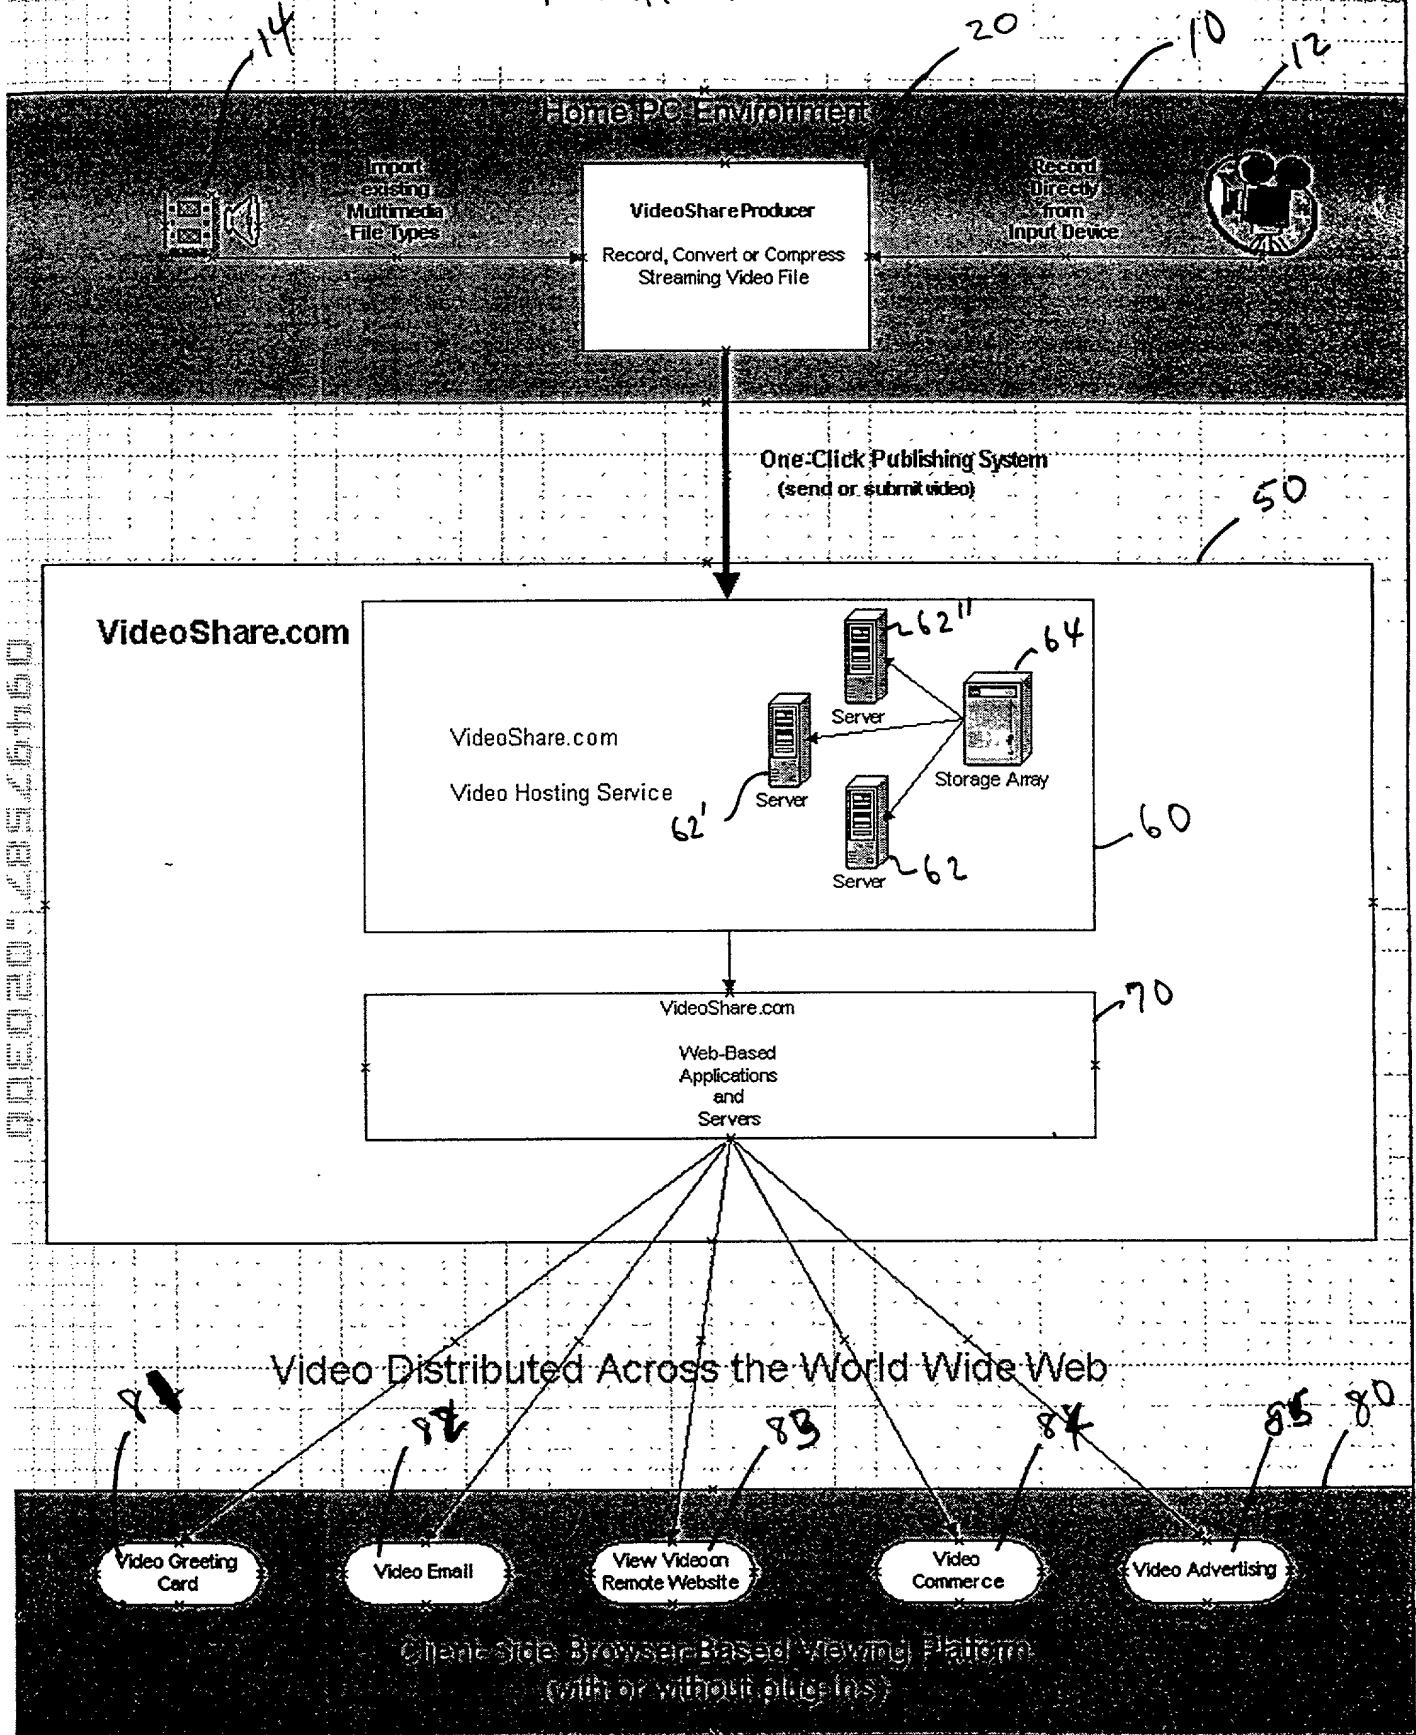 14
20
10
12
Home PC Environment
Import
existing
Multimedia
File Types
VideoShare Producer
Record, Convert or Compress
Streaming Video File
Record
Directly
from
Input Device
One-Click Publishing System
(send or submit video)
50
VideoShare.com
62''
64
Server
VideoShare.com
Storage Array
Video Hosting Service
Server
62'
60
Server
62
70
VideoShare.com
Web-Based
Applications
and
Servers
Video Distributed Across the World Wide Web
82
83
84
85
80
Video Greeting
Card
Video Email
View Video on
Remote Website
Video
Commerce
Video Advertising
Client-Side Browser-Based Viewing Platform
(with or without plug-ins)